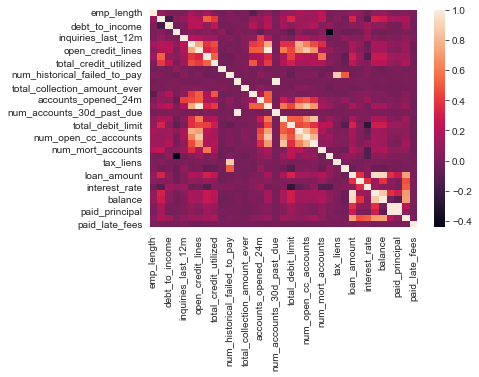 emp_length
debt_to_income
inquiries_last_12m
open_credit_lines
total_credit_utilized
num_historical_failed_to_pay
total_collection_amount_ever
accounts_opened_24m
num_accounts_30d_past_due
total_debit_limit
num_open_cc_accounts
num_mort_accounts
tax_liens
loan_amount
interest_rate
balance
paid_principal
paid_late_fees
emp_length
debt_to_income
inquiries_last_12m
open_credit_lines
total_credit_utilized
num_historical_failed_to_pay
total_collection_amount_ever
accounts_opened_24m
num_accounts_30d_past_due
total_debit_limit
num_open_cc_accounts
num_mort_accounts
tax_liens
loan_amount
interest_rate
balance
paid_principal
paid_late_fees
1.0
0.8
0.6
0.4
0.2
0.0
−0.2
−0.4